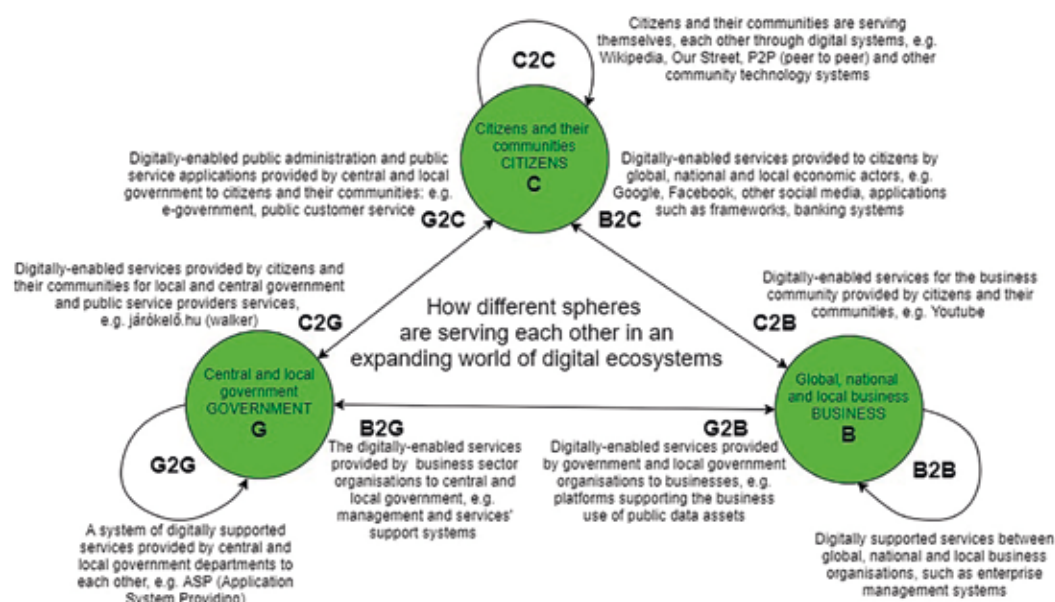 Citizens and their communities are serving
themselves, each other through digital systems, e.g.
Wikipedia, Our Street, P2P (peer to peer) and other
community technology systems
C2C
Citizens and their
communities
CITIZENS
C
Digitally-enabled public administration and public
service applications provided by central and local
government to citizens and their communities: e.g.
e-government, public customer service
G2C
Digitally-enabled services provided to citizens by
global, national and local economic actors, e.g.
Google, Facebook, other social media, applications
such as frameworks, banking systems
B2C
Digitally-enabled services provided by citizens and
their communities for local and central government
and public service providers services,
e.g. járókelő.hu (walker)
C2G
How different spheres
are serving each other in an
expanding world of digital ecosystems
Digitally-enabled services for the business
community provided by citizens and their
communities, e.g. Youtube
C2B
Central and local
government
GOVERNMENT
G
Global, national
and local business
BUSINESS
B
G2G
A system of digitally supported
services provided by central and
local government departments to
each other, e.g. ASP (Application
System Providing)
B2G
The digitally-enabled services
provided by business sector
organisations to central and
local government, e.g.
management and services'
support systems
G2B
Digitally-enabled services provided
by government and local government
organisations to businesses, e.g.
platforms supporting the business
use of public data assets
B2B
Digitally supported services between
global, national and local business
organisations, such as enterprise
management systems